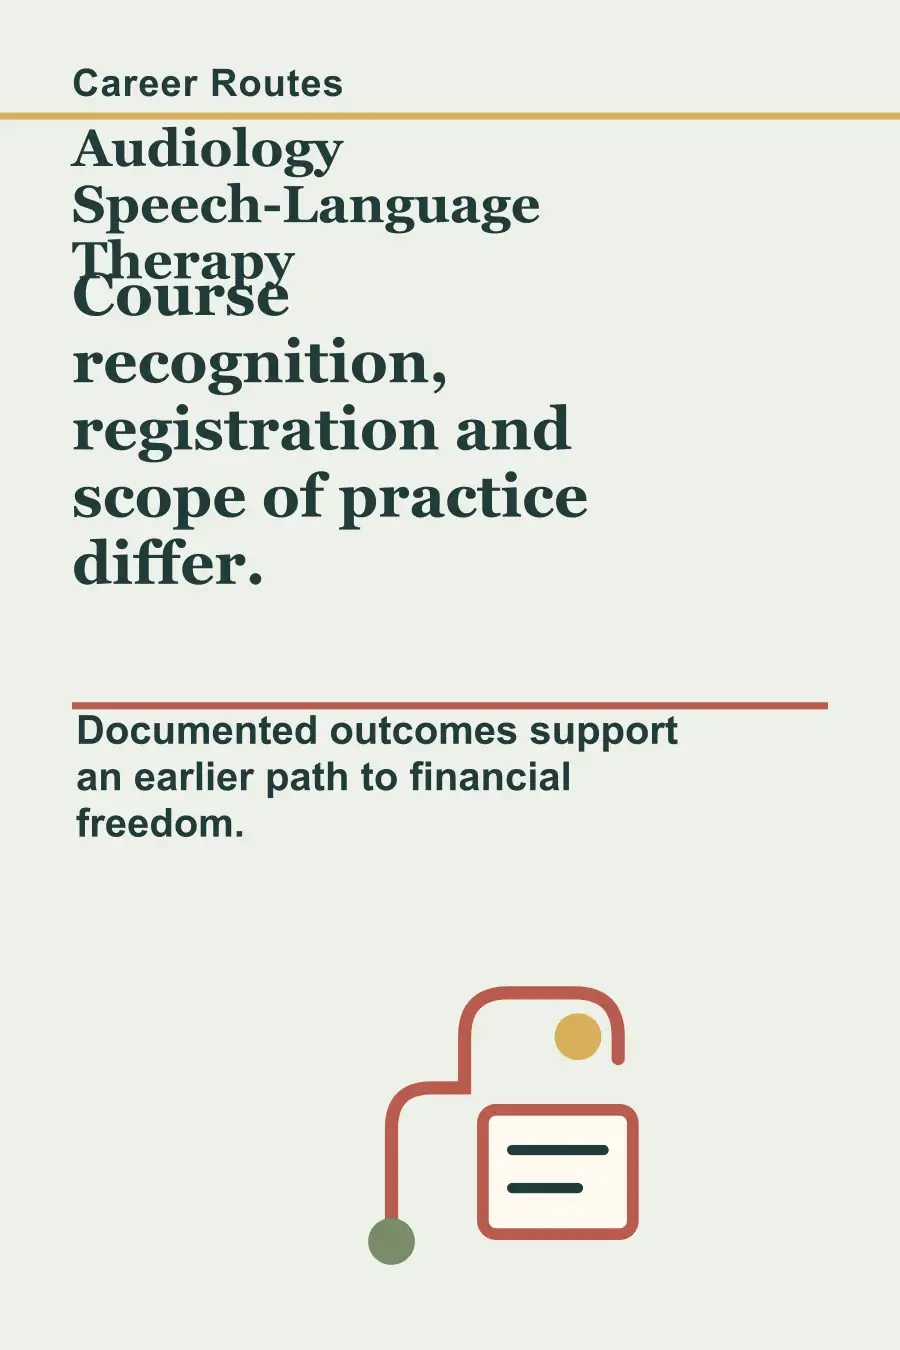 Career Routes
Audiology
Speech-Language
Therapy
Course
recognition,
registration and
scope of practice
differ.
Documented outcomes support
an earlier path to financial
freedom.